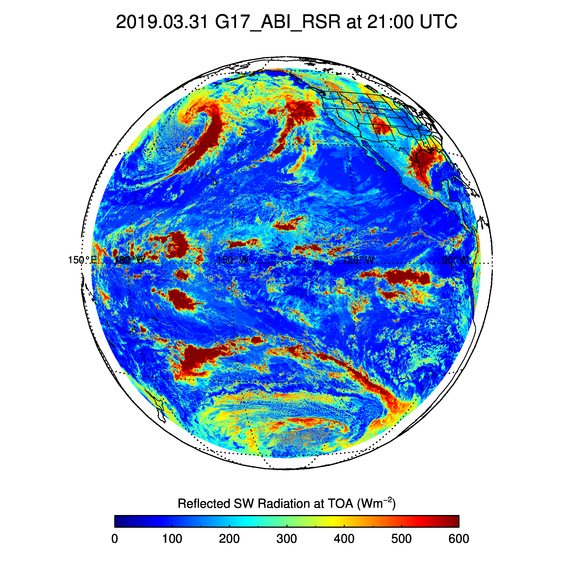 2019.03.31 G17_ABI_RSR at 21:00 UTC
150°E 180°W
Reflected SW Radiation at TOA (Wm⁻²)
0 100 200 300 400 500 600